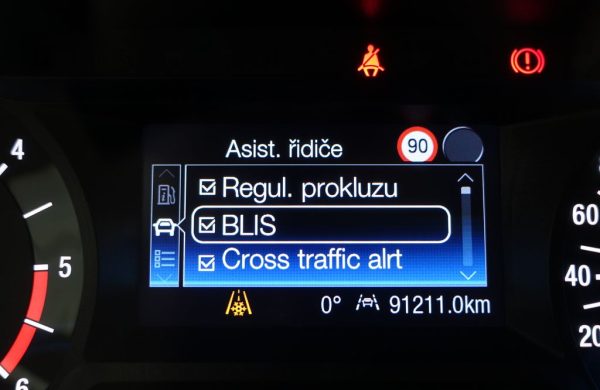 Asist. řidiče
90
Regul. prokluzu
BLIS
Cross traffic alrt
0° 91211.0km
4
5
6
60
40
20